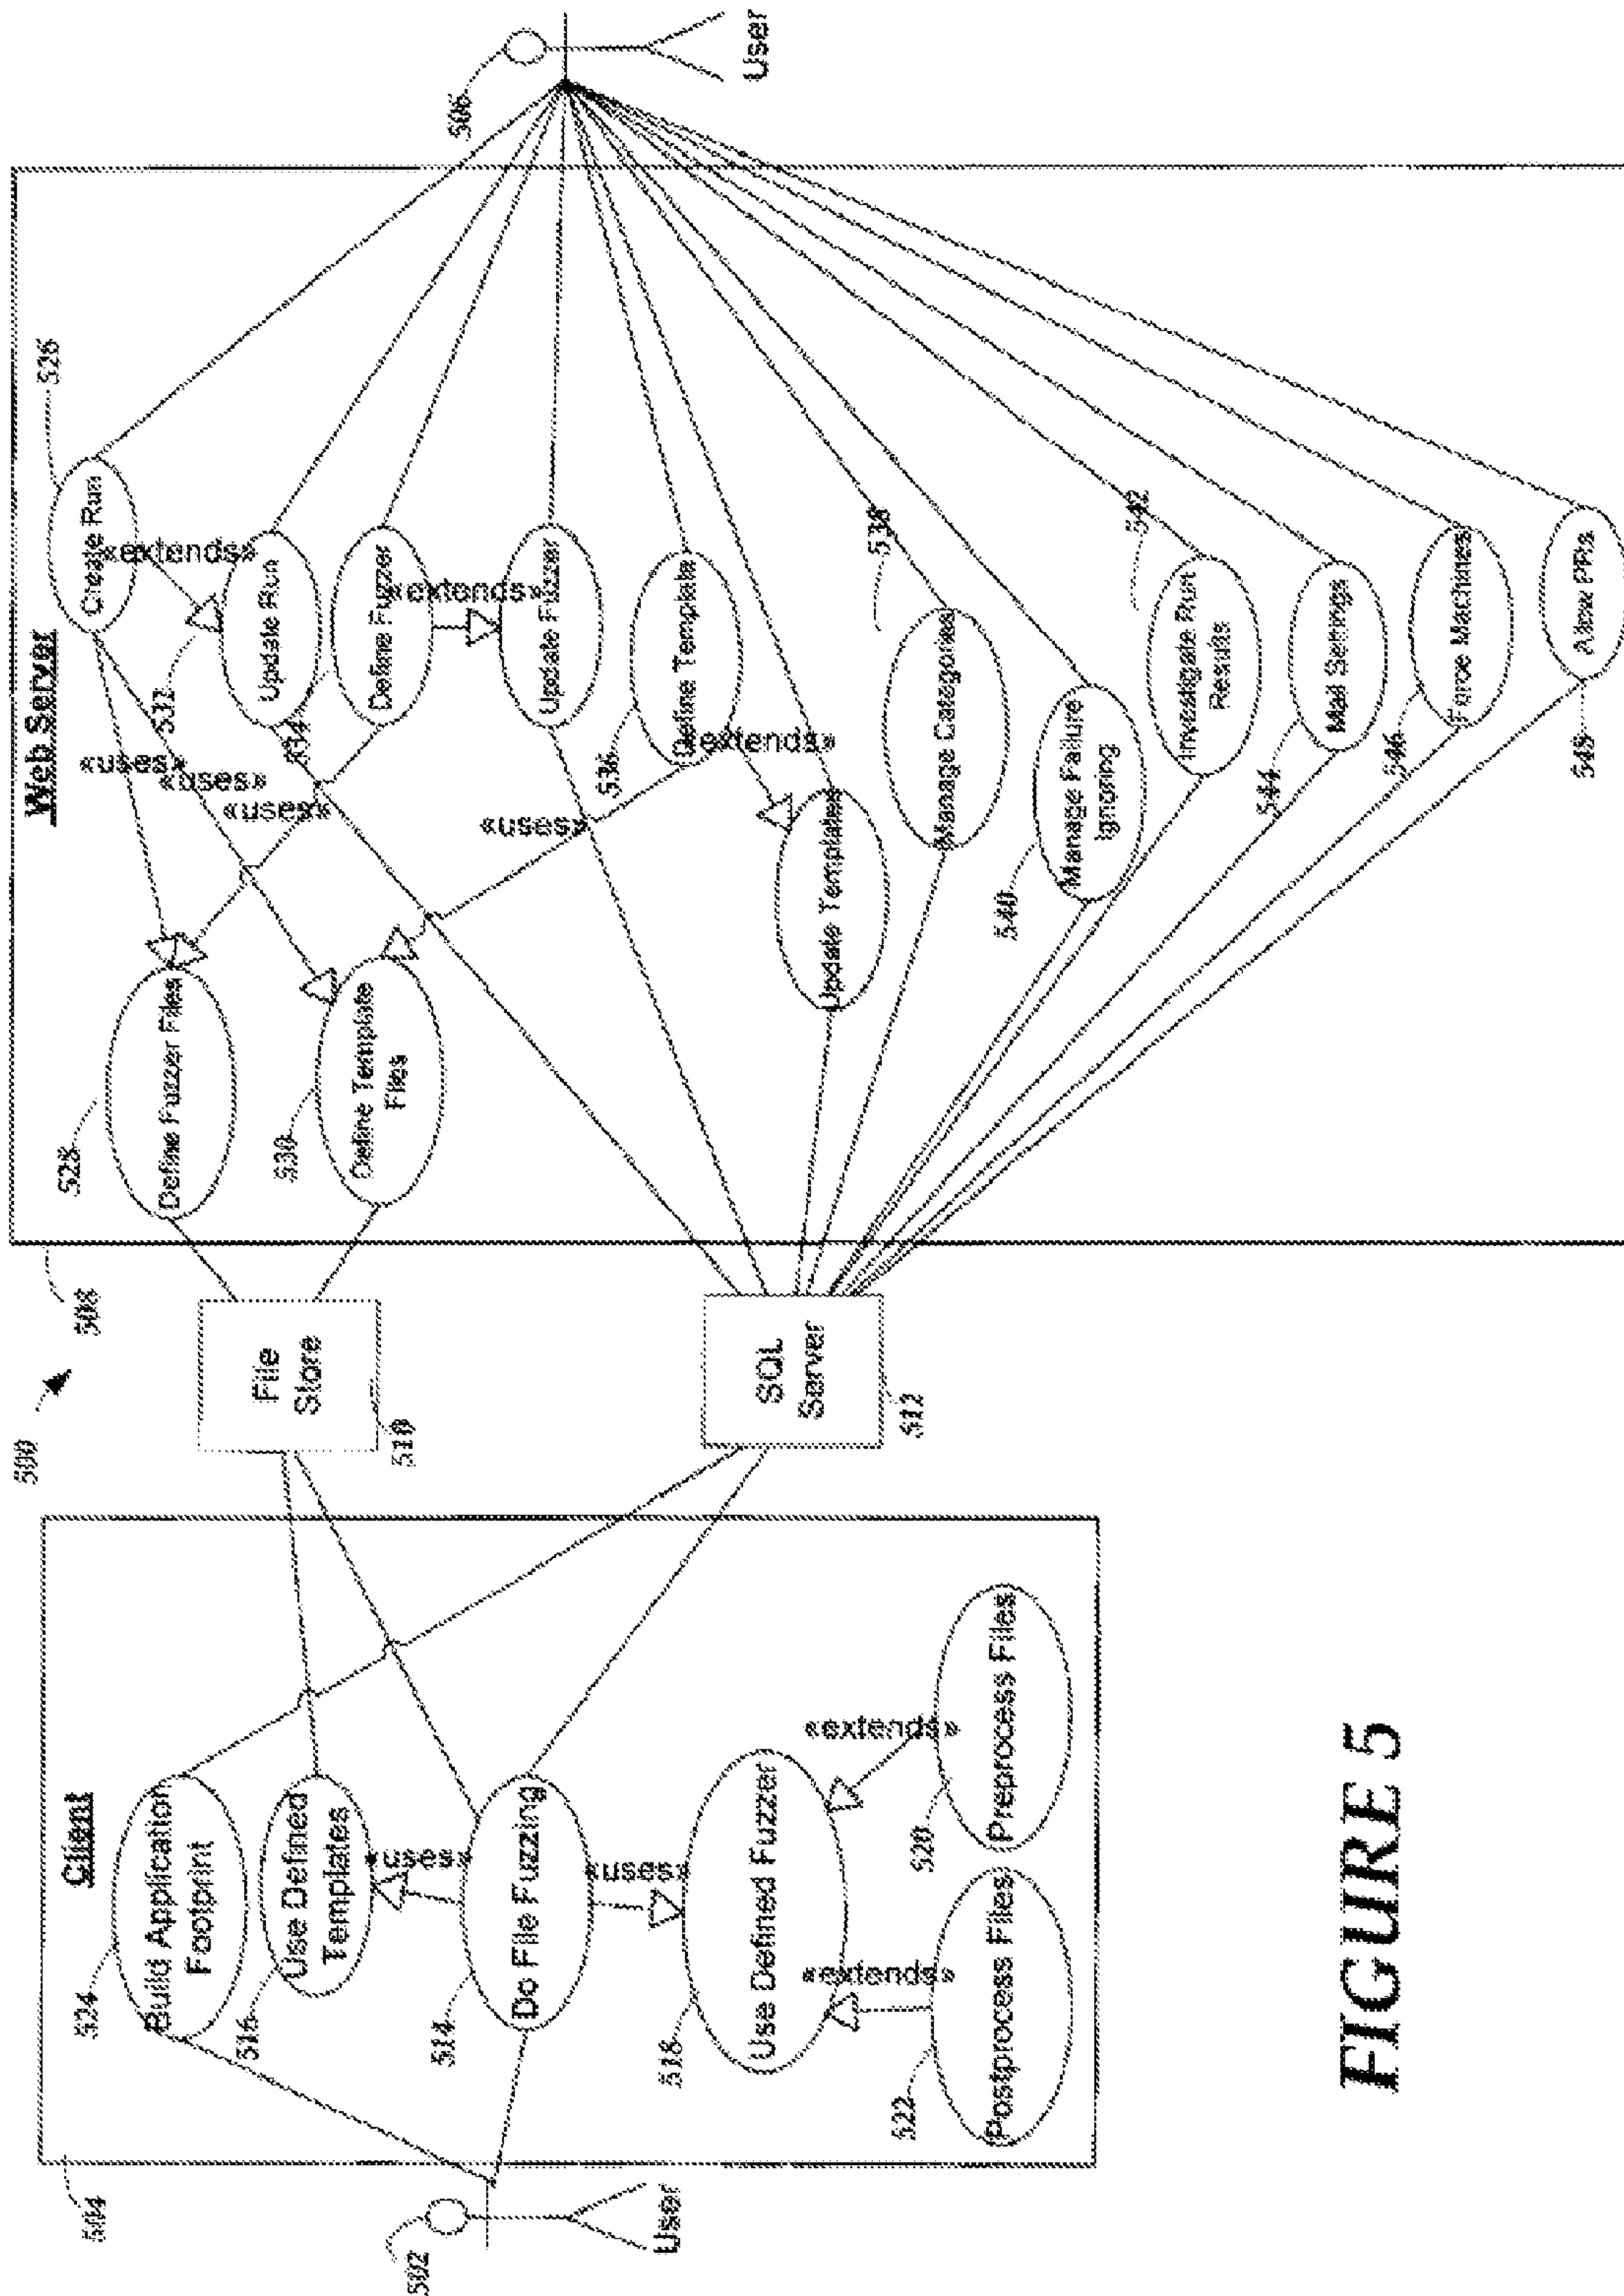 500
504
Client
524
Build Application
Footprint
516
Use Defined
Templates
«uses»
514
Do File Fuzzing
«uses»
518
Use Defined Fuzzer
«extends»
«extends»
522
Postprocess Files
520
Preprocess Files
502
User
File
Store
510
SQL
Server
512
508
Web Server
528
Define Fuzzer Files
530
Define Template
Files
«uses»
«uses»
«uses»
«uses»
526
Create Run
«extends»
532
Update Run
534
Define Fuzzer
«extends»
Update Fuzzer
536
Define Template
«extends»
Update Templates
538
Manage Categories
540
Manage Failure
Ignoring
542
Investigate Run
Results
544
Mail Settings
546
Force Machines
548
506
User
FIGURE 5